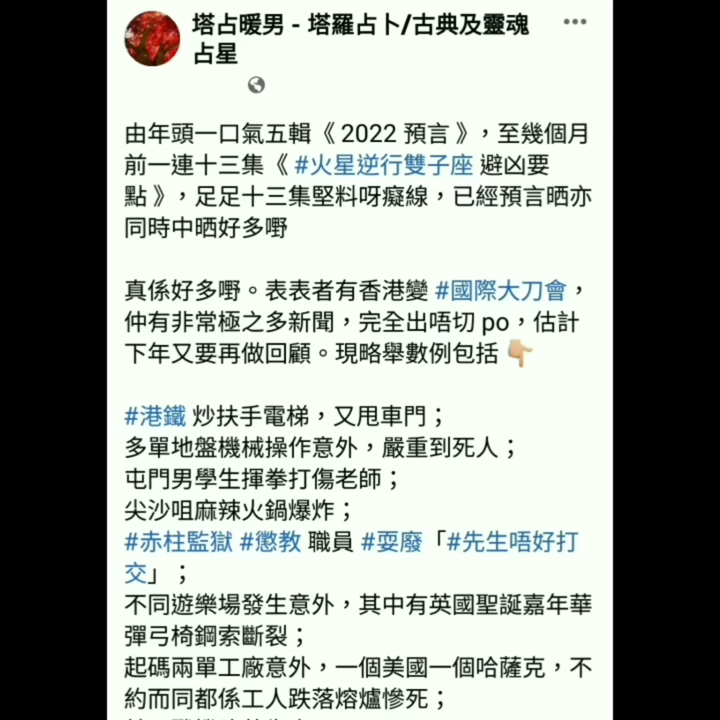 塔占暖男 - 塔羅占卜/古典及靈魂
占星
由年頭一口氣五輯《 2022 預言 》，至幾個月
前一連十三集《 #火星逆行雙子座 避凶要
點 》，足足十三集堅料呀癡線，已經預言晒亦
同時中晒好多嘢
真係好多嘢。表表者有香港變 #國際大刀會，
仲有非常極之多新聞，完全出唔切 po，估計
下年又要再做回顧。現略舉數例包括 👇🏼
#港鐵 炒扶手電梯，又甩車門；
多單地盤機械操作意外，嚴重到死人；
屯門男學生揮拳打傷老師；
尖沙咀麻辣火鍋爆炸；
#赤柱監獄 #懲教 職員 #耍廢「#先生唔好打
交」；
不同遊樂場發生意外，其中有英國聖誕嘉年華
彈弓椅鋼索斷裂；
起碼兩單工廠意外，一個美國一個哈薩克，不
約而同都係工人跌落熔爐慘死；